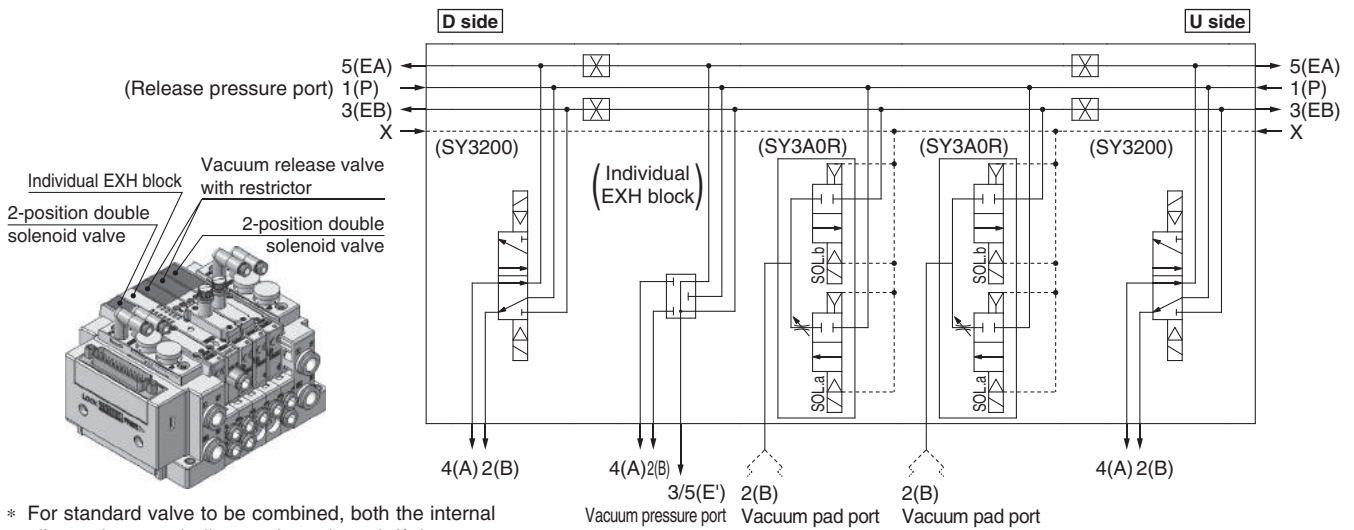 D side
U side
5(EA)
(Release pressure port) 1(P)
3(EB)
X
5(EA)
1(P)
3(EB)
X
(SY3200)
(Individual
EXH block)
(SY3A0R)
(SY3A0R)
(SY3200)
Individual EXH block
Vacuum release valve
with restrictor
2-position double
solenoid valve
2-position double
solenoid valve
SOL.b
SOL.a
SOL.b
SOL.a
4(A) 2(B)
4(A) 2(B)
3/5(E')
Vacuum pressure port
2(B)
Vacuum pad port
2(B)
Vacuum pad port
4(A) 2(B)
* For standard valve to be combined, both the internal